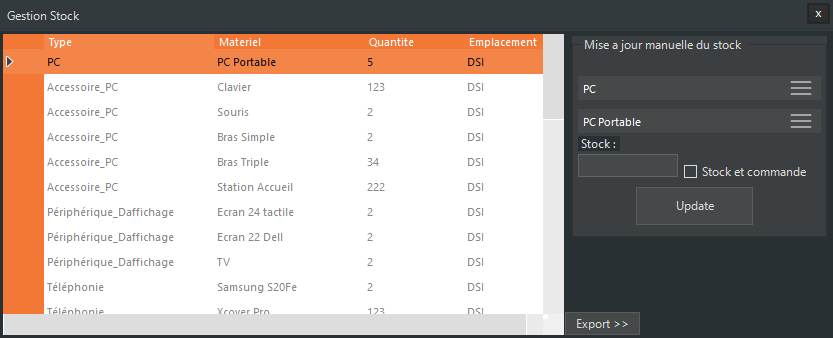 Gestion Stock
x
Type Materiel Quantite Emplacement
PC PC Portable 5 DSI
Accessoire_PC Clavier 123 DSI
Accessoire_PC Souris 2 DSI
Accessoire_PC Bras Simple 2 DSI
Accessoire_PC Bras Triple 34 DSI
Accessoire_PC Station Accueil 222 DSI
Périphérique_Daffichage Ecran 24 tactile 2 DSI
Périphérique_Daffichage Ecran 22 Dell 2 DSI
Périphérique_Daffichage TV 2 DSI
Téléphonie Samsung S20Fe 2 DSI
Téléphonie Xcover Pro 123 DSI
Mise a jour manuelle du stock
PC
PC Portable
Stock :
Stock et commande
Update
Export >>